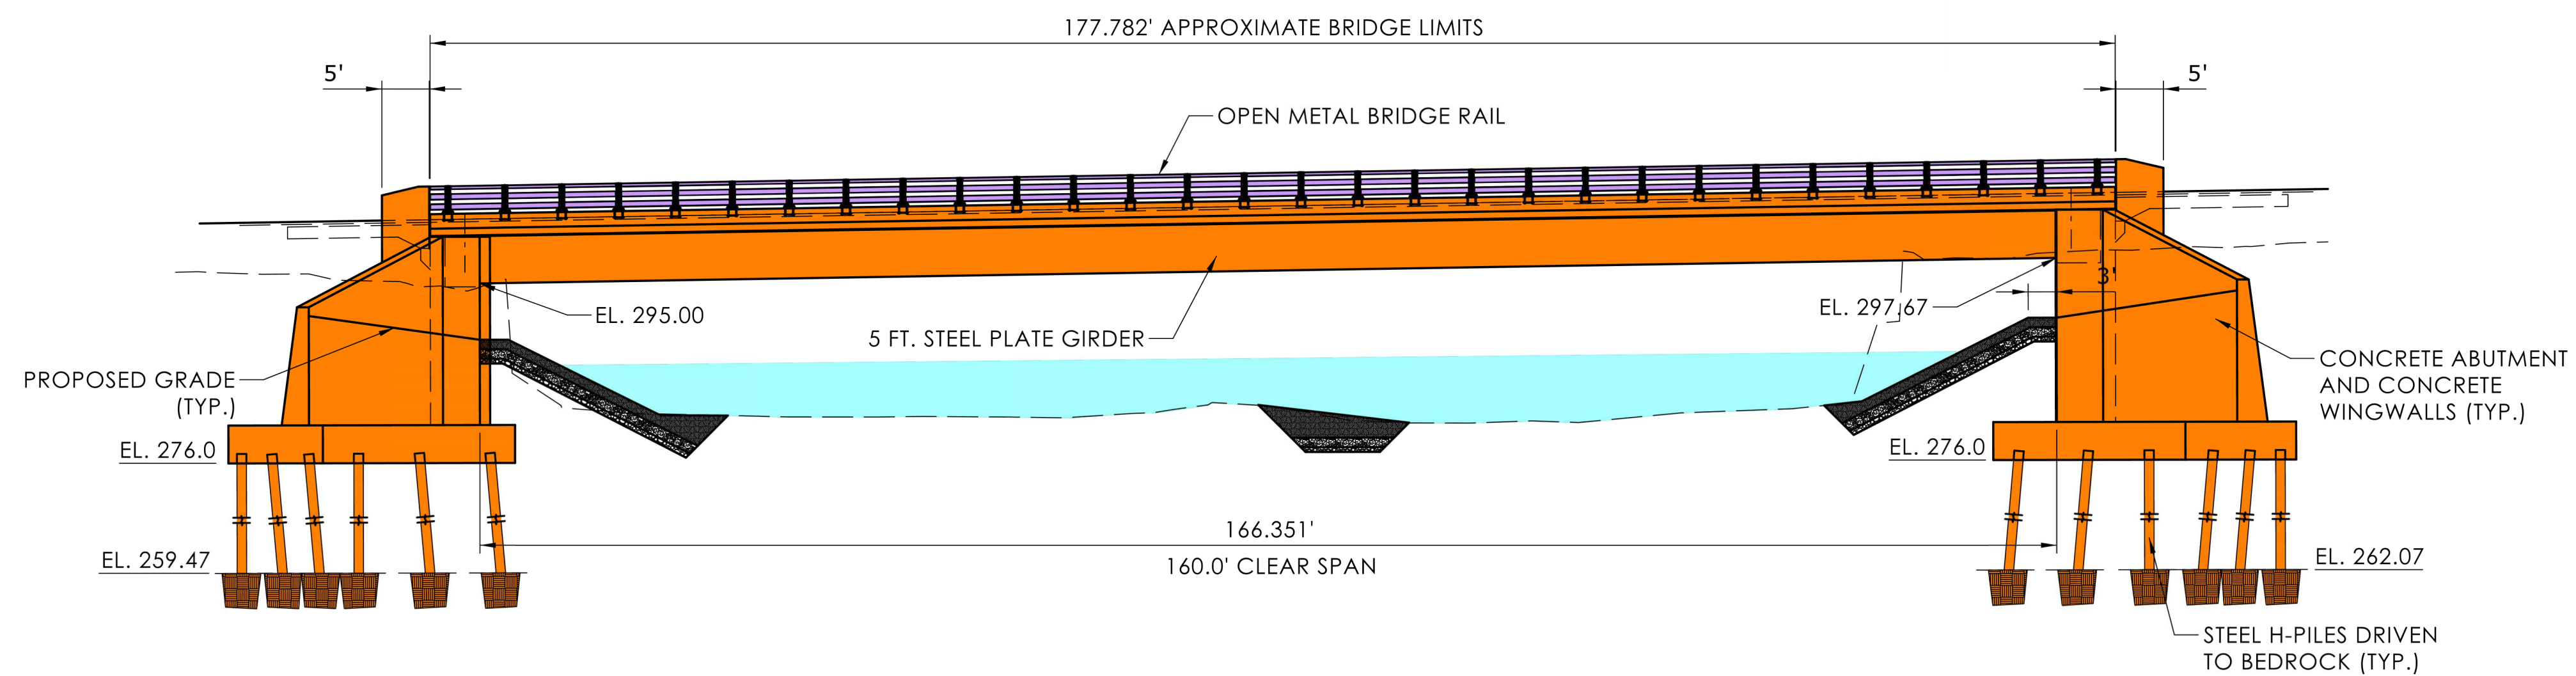 177.782' APPROXIMATE BRIDGE LIMITS
5'
5'
OPEN METAL BRIDGE RAIL
3'
EL. 295.00
EL. 297.67
5 FT. STEEL PLATE GIRDER
PROPOSED GRADE
(TYP.)
CONCRETE ABUTMENT
AND CONCRETE
WINGWALLS (TYP.)
EL. 276.0
EL. 276.0
166.351'
160.0' CLEAR SPAN
EL. 259.47
EL. 262.07
STEEL H-PILES DRIVEN
TO BEDROCK (TYP.)